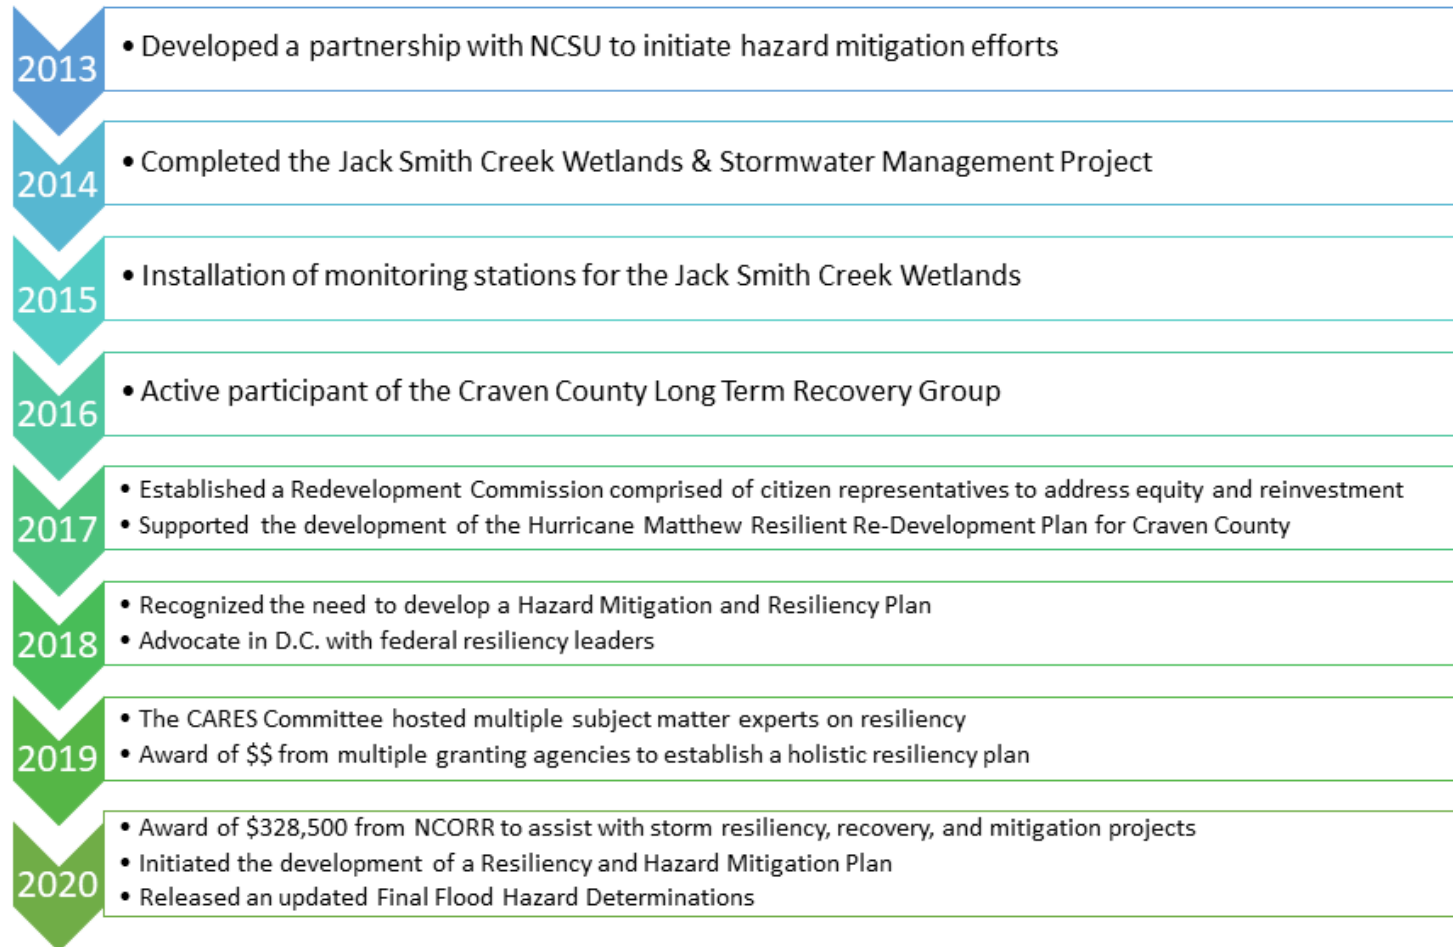 2013
• Developed a partnership with NCSU to initiate hazard mitigation efforts
2014
• Completed the Jack Smith Creek Wetlands & Stormwater Management Project
2015
• Installation of monitoring stations for the Jack Smith Creek Wetlands
2016
• Active participant of the Craven County Long Term Recovery Group
2017
• Established a Redevelopment Commission comprised of citizen representatives to address equity and reinvestment
• Supported the development of the Hurricane Matthew Resilient Re-Development Plan for Craven County
2018
• Recognized the need to develop a Hazard Mitigation and Resiliency Plan
• Advocate in D.C. with federal resiliency leaders
2019
• The CARES Committee hosted multiple subject matter experts on resiliency
• Award of $$ from multiple granting agencies to establish a holistic resiliency plan
2020
• Award of $328,500 from NCORR to assist with storm resiliency, recovery, and mitigation projects
• Initiated the development of a Resiliency and Hazard Mitigation Plan
• Released an updated Final Flood Hazard Determinations